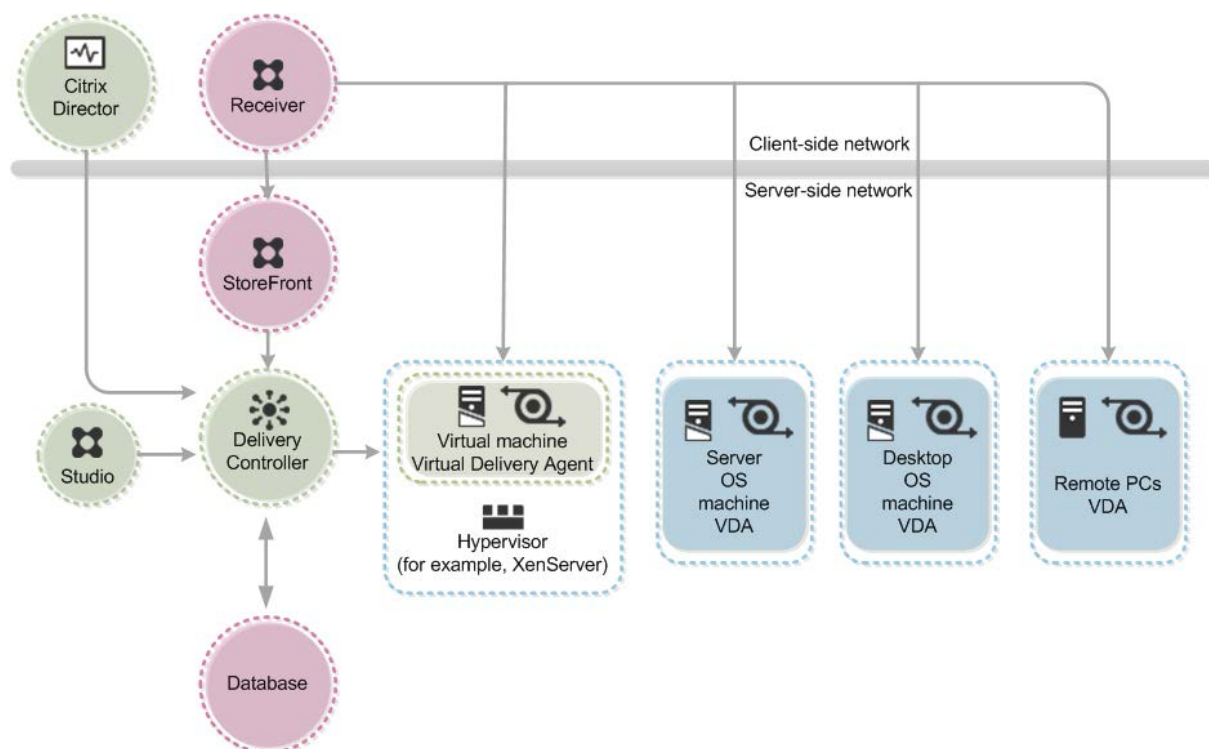 Citrix
Director
Receiver
Client-side network
Server-side network
StoreFront
Studio
Delivery
Controller
Virtual machine
Virtual Delivery Agent
Hypervisor
(for example, XenServer)
Server
OS
machine
VDA
Desktop
OS
machine
VDA
Remote PCs
VDA
Database